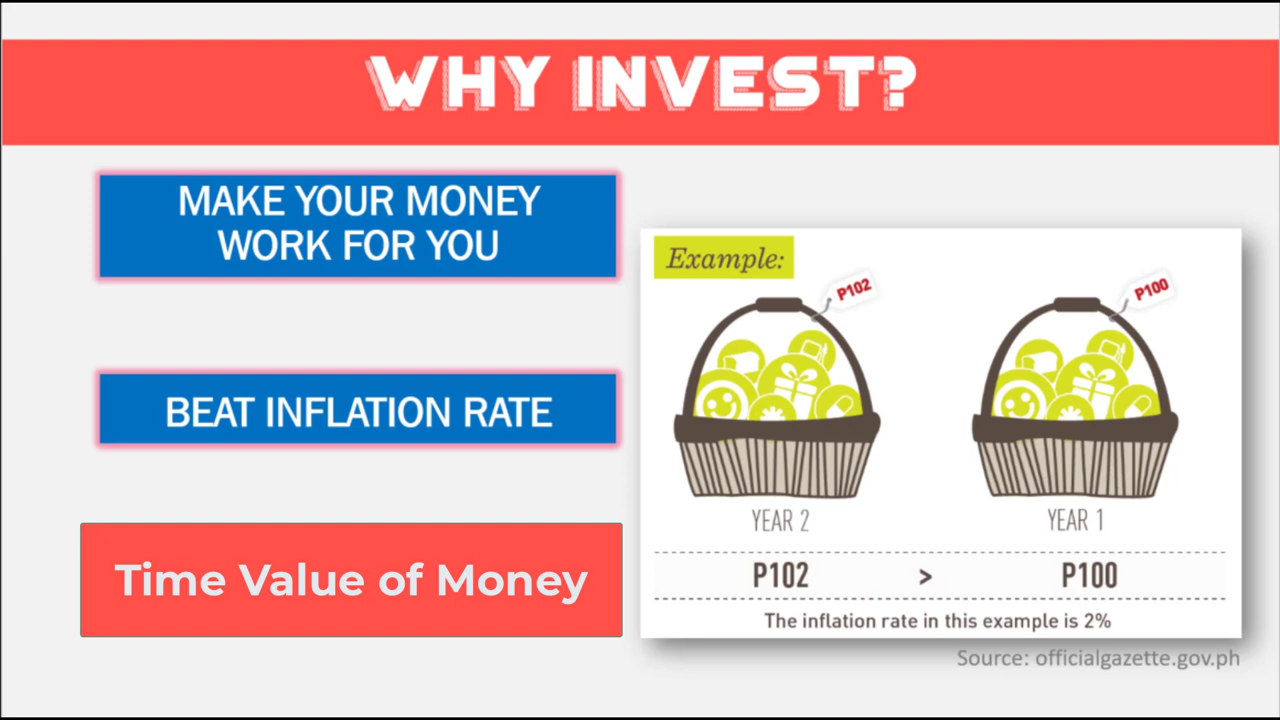 WHY INVEST?
MAKE YOUR MONEY
WORK FOR YOU
BEAT INFLATION RATE
Time Value of Money
Example:
P102
P100
YEAR 2
YEAR 1
P102 > P100
The inflation rate in this example is 2%
Source: officialgazette.gov.ph